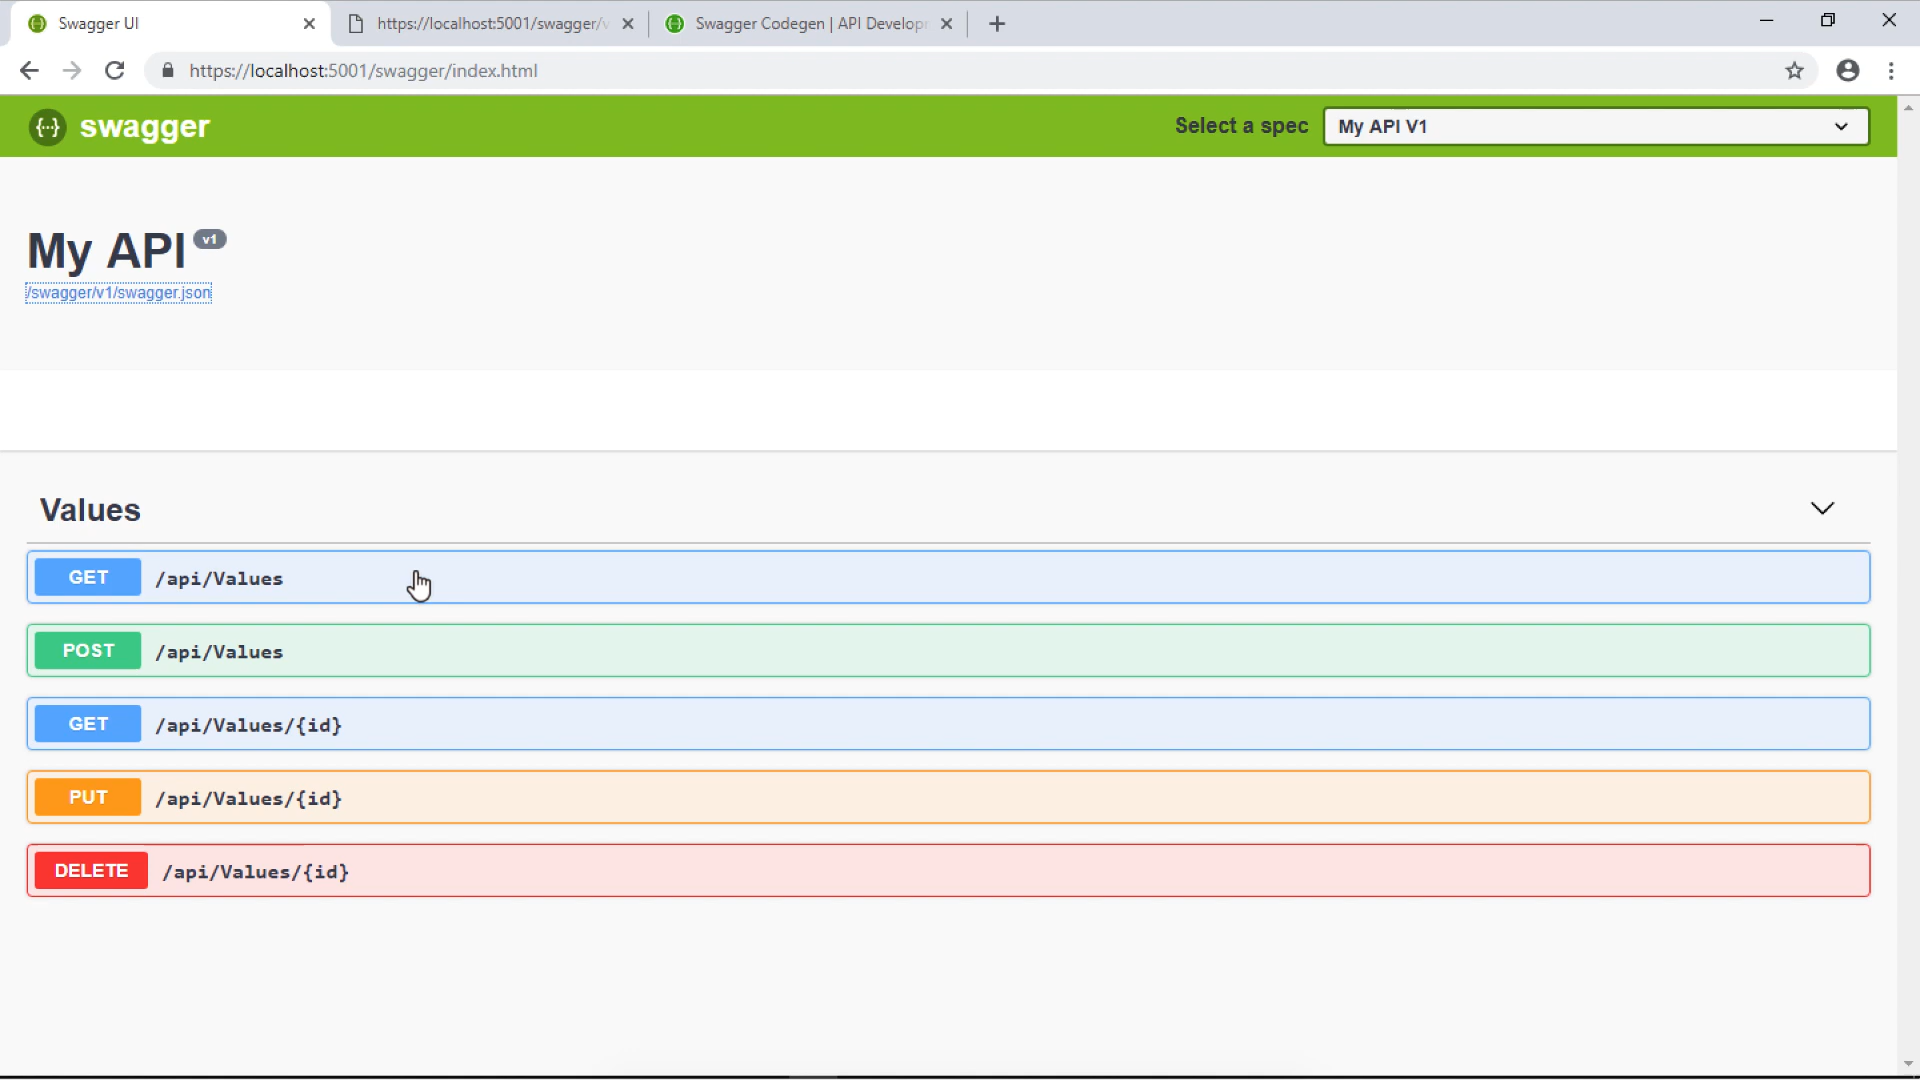 Swagger UI
https://localhost:5001/swagger/
Swagger Codegen | API Develop
https://localhost:5001/swagger/index.html
{...} swagger
Select a spec
My API V1
My API v1
/swagger/v1/swagger.json
Values
GET /api/Values
POST /api/Values
GET /api/Values/{id}
PUT /api/Values/{id}
DELETE /api/Values/{id}